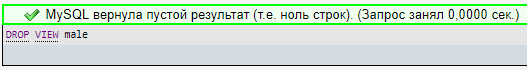 MySQL вернула пустой результат (т.е. ноль строк). (Запрос занял 0,0000 сек.)
DROP VIEW male